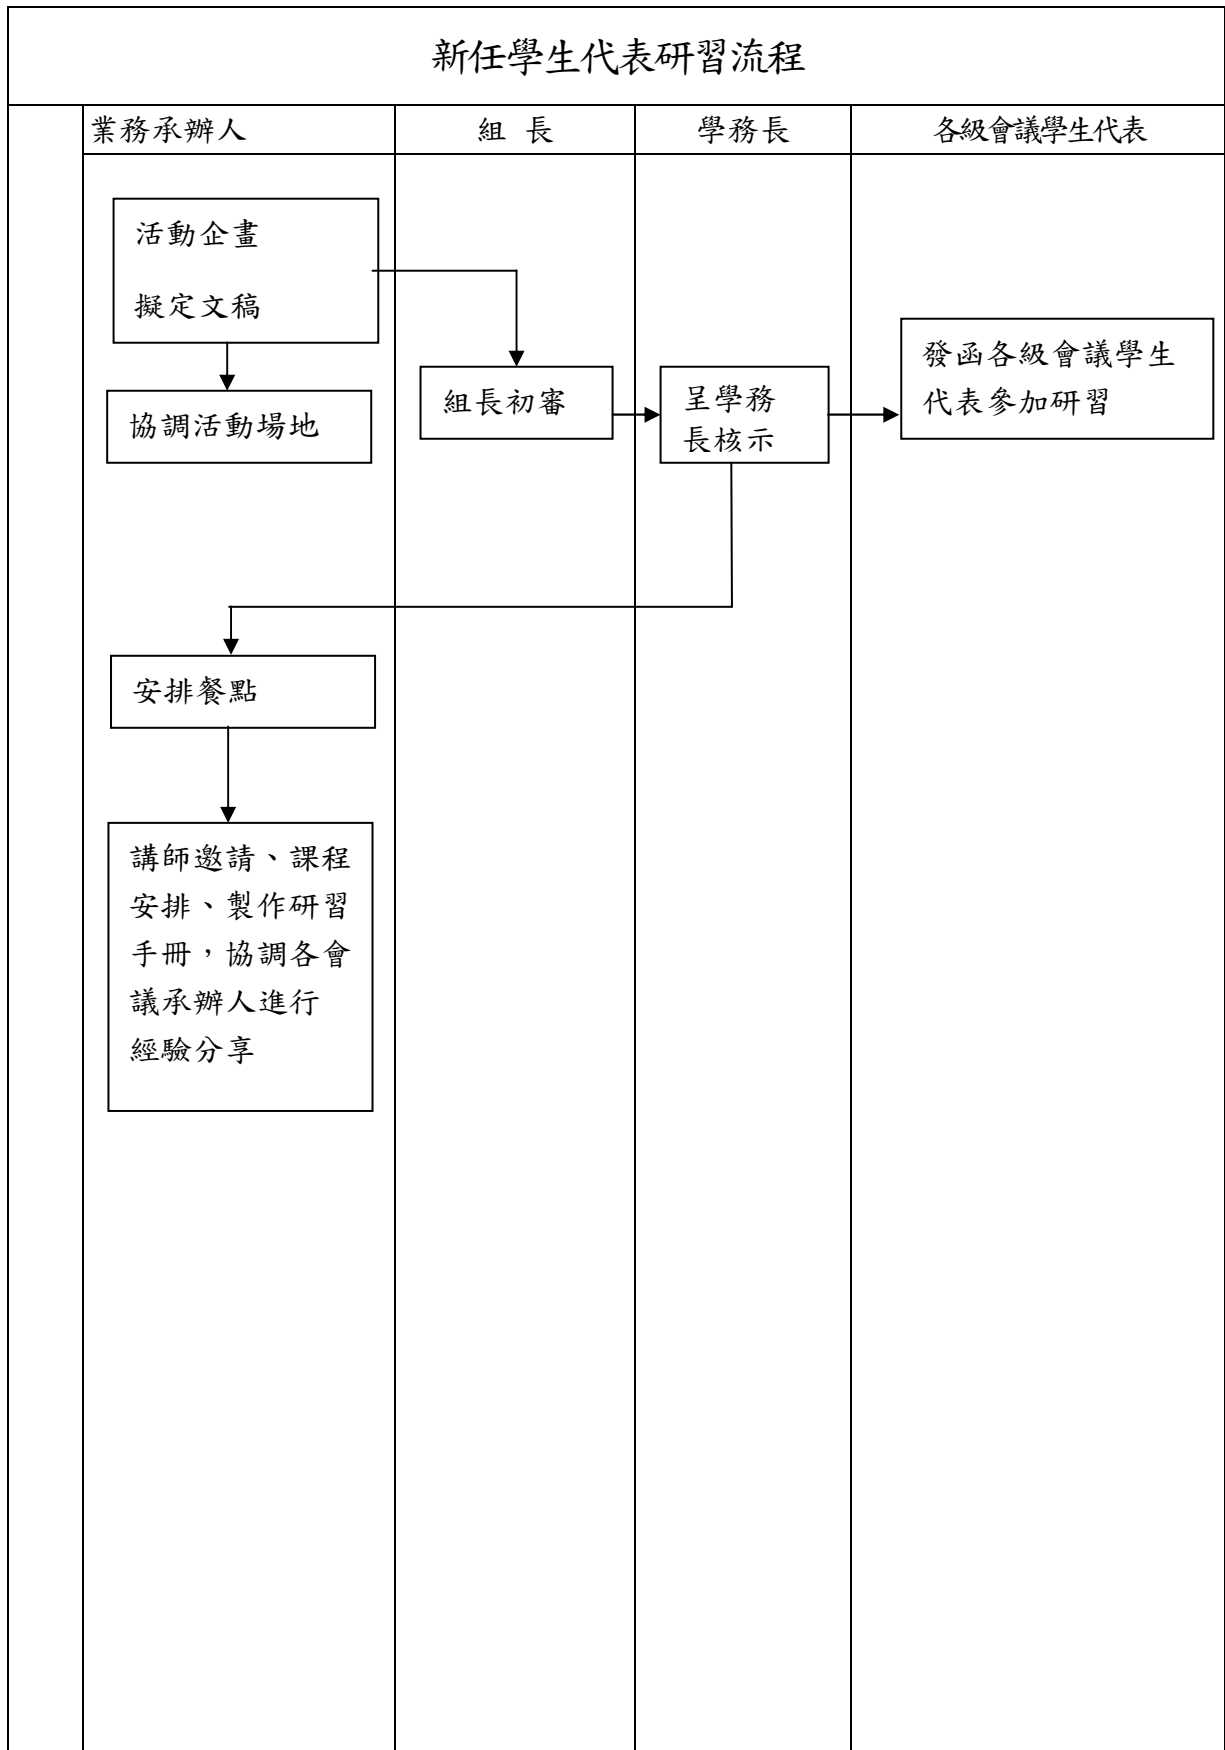 新任學生代表研習流程
業務承辦人
組 長
學務長
各級會議學生代表
活動企畫
擬定文稿
協調活動場地
組長初審
呈學務
長核示
發函各級會議學生
代表參加研習
安排餐點
講師邀請、課程
安排、製作研習
手冊，協調各會
議承辦人進行
經驗分享